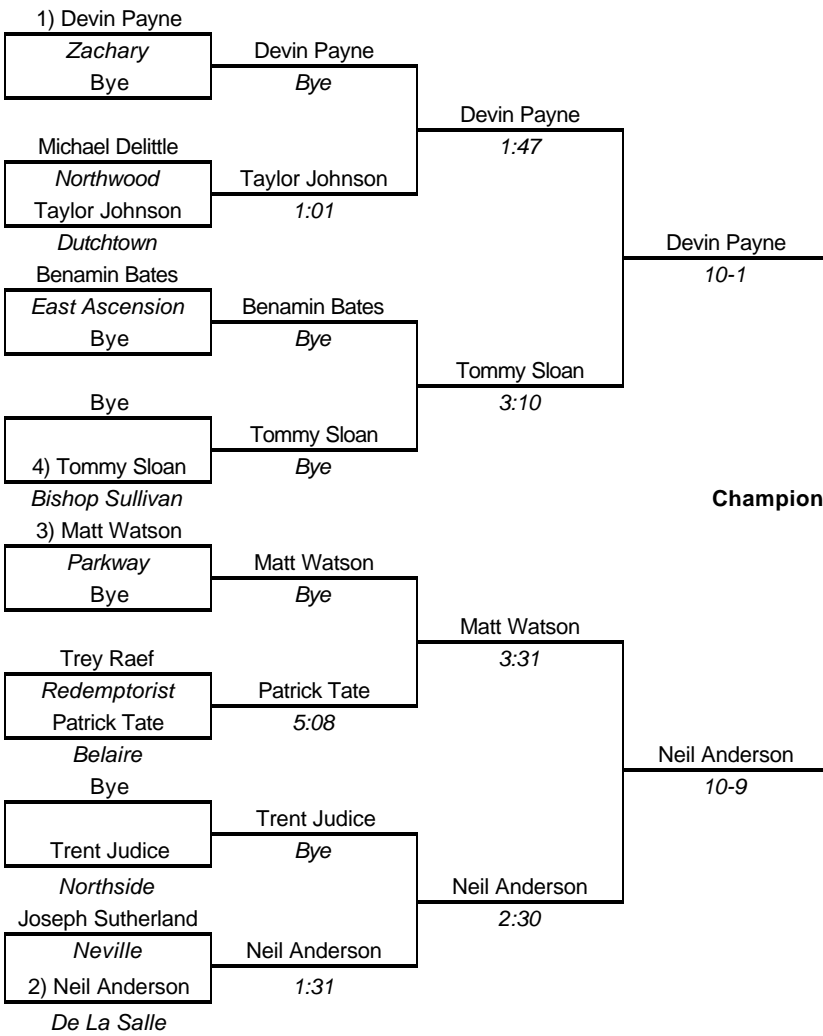 1) Devin Payne
Zachary
Bye
Michael Delittle
Northwood
Taylor Johnson
Dutchtown
Benamin Bates
East Ascension
Bye
Bye
4) Tommy Sloan
Bishop Sullivan
3) Matt Watson
Parkway
Bye
Trey Raef
Redemptorist
Patrick Tate
Belaire
Bye
Trent Judice
Northside
Joseph Sutherland
Neville
2) Neil Anderson
De La Salle
Devin Payne
Bye
Taylor Johnson
1:01
Benamin Bates
Bye
Tommy Sloan
Bye
Matt Watson
Bye
Patrick Tate
5:08
Trent Judice
Bye
Neil Anderson
1:31
Devin Payne
1:47
Tommy Sloan
3:10
Matt Watson
3:31
Neil Anderson
2:30
Devin Payne
10-1
Champion
Neil Anderson
10-9